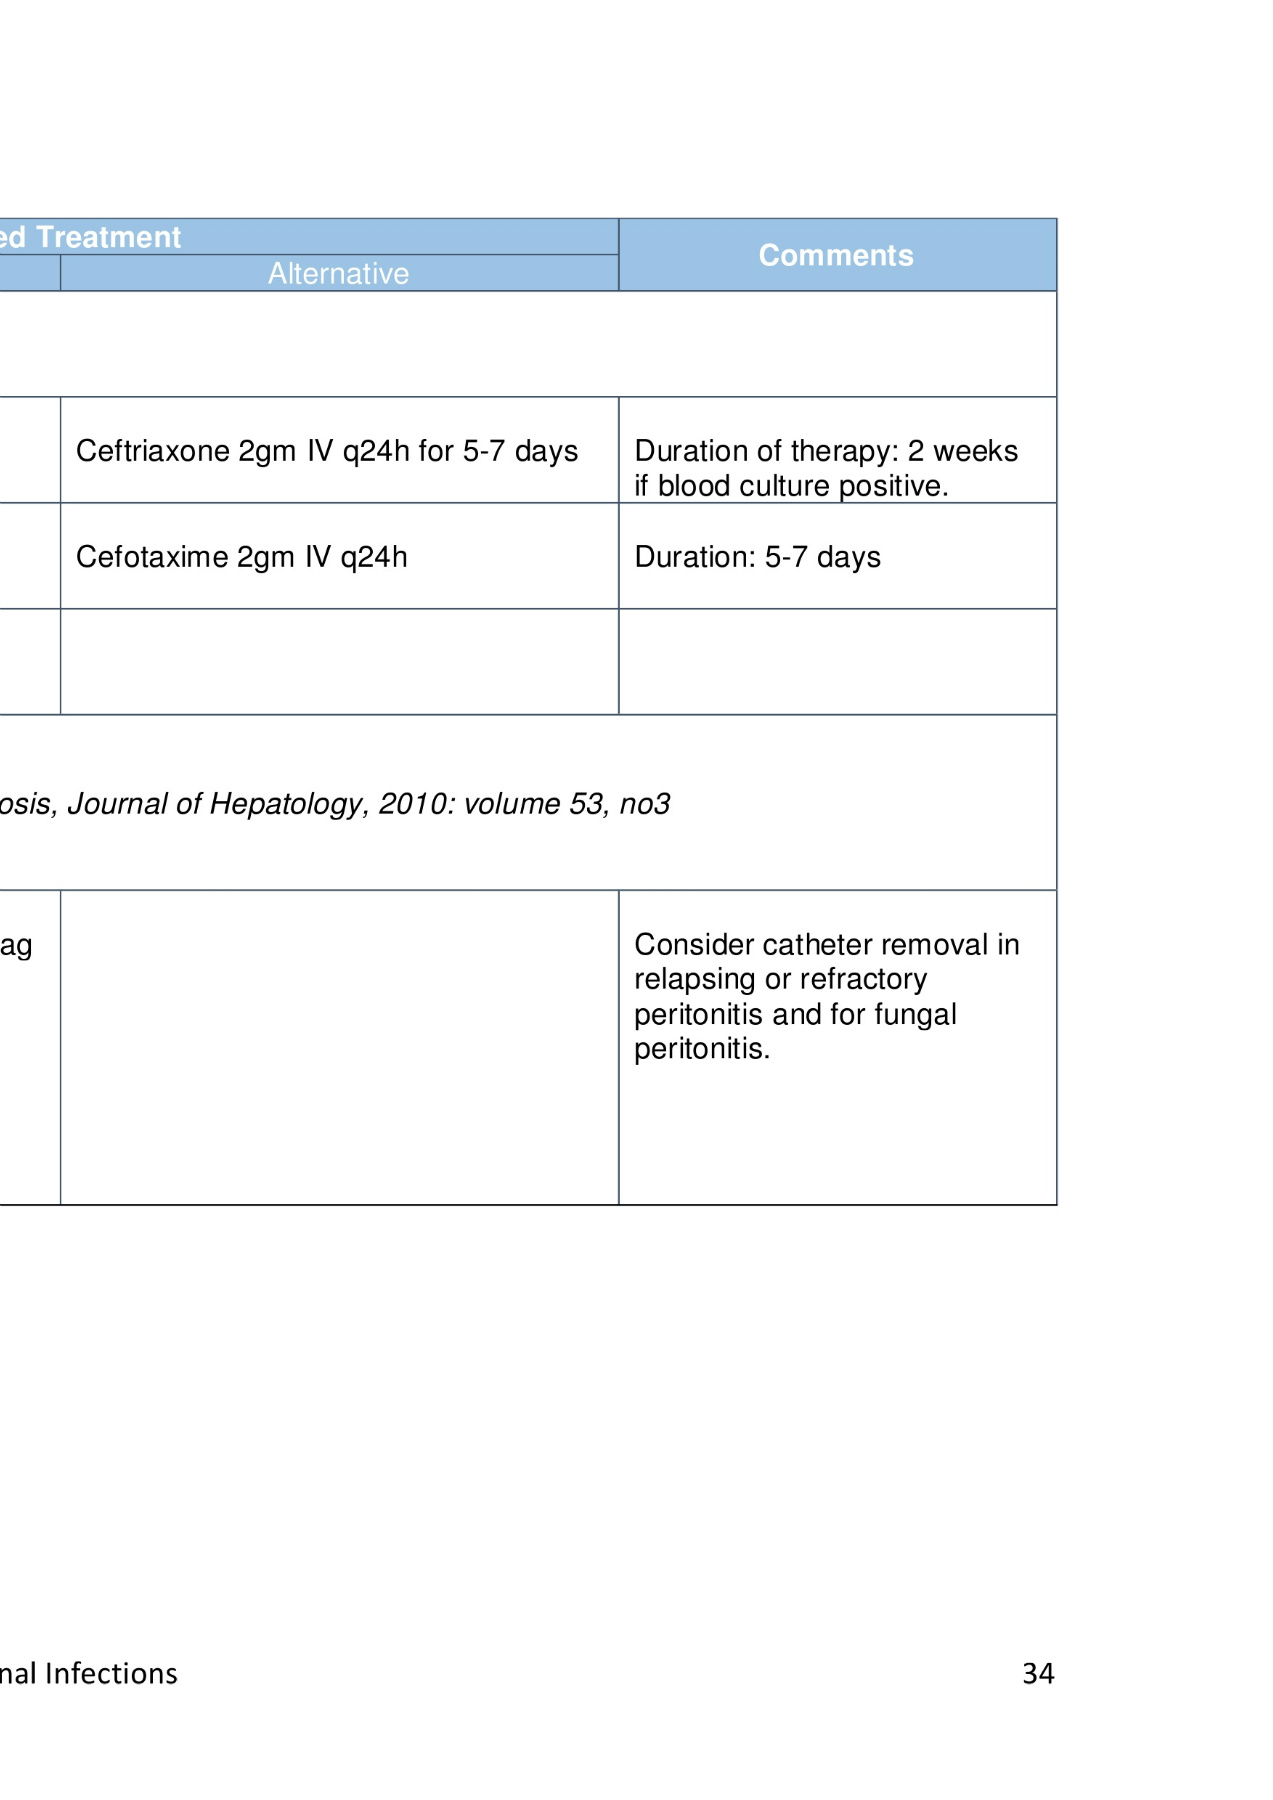 ed Treatment
Comments
Alternative
Ceftriaxone 2gm IV q24h for 5-7 days
Duration of therapy: 2 weeks
if blood culture positive.
Cefotaxime 2gm IV q24h
Duration: 5-7 days
osis, Journal of Hepatology, 2010: volume 53, no3
ag
Consider catheter removal in
relapsing or refractory
peritonitis and for fungal
peritonitis.
nal Infections
34